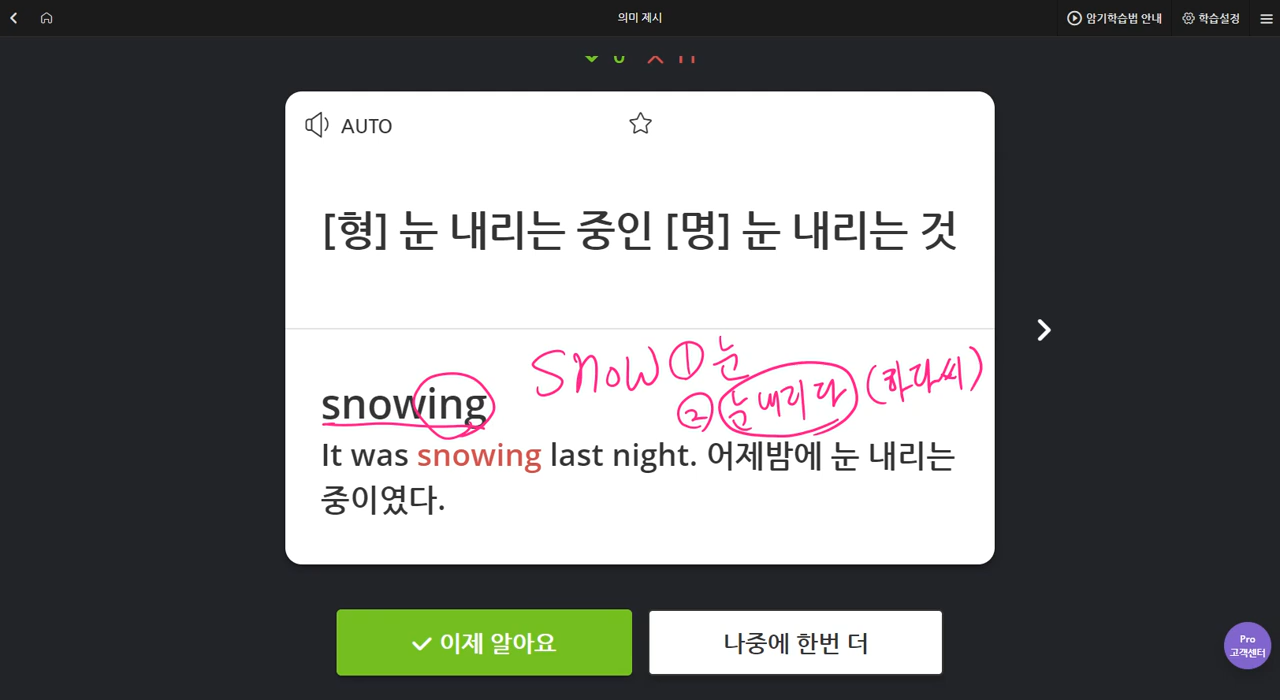 의미 제시
암기학습법 안내
학습설정
AUTO
[형] 눈 내리는 중인 [명] 눈 내리는 것
snow ① 눈
② 눈내리다 (하다씨)
snowing
It was snowing last night. 어제밤에 눈 내리는
중이였다.
이제 알아요
나중에 한번 더
Pro
고객센터